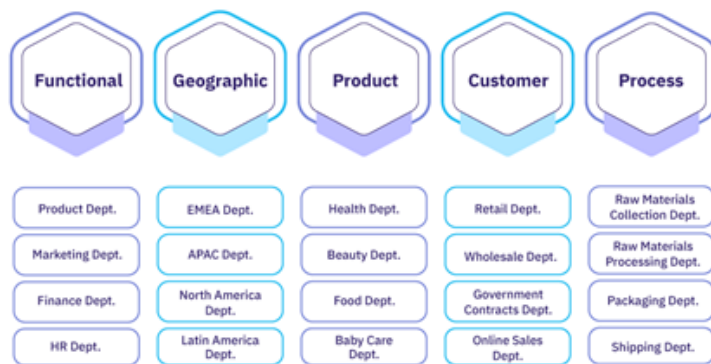 Functional
Geographic
Product
Customer
Process
Product Dept.
EMEA Dept.
Health Dept.
Retail Dept.
Raw Materials
Collection Dept.
Marketing Dept.
APAC Dept.
Beauty Dept.
Wholesale Dept.
Raw Materials
Processing Dept.
Finance Dept.
North America
Dept.
Food Dept.
Government
Contracts Dept.
Packaging Dept.
HR Dept.
Latin America
Dept.
Baby Care
Dept.
Online Sales
Dept.
Shipping Dept.